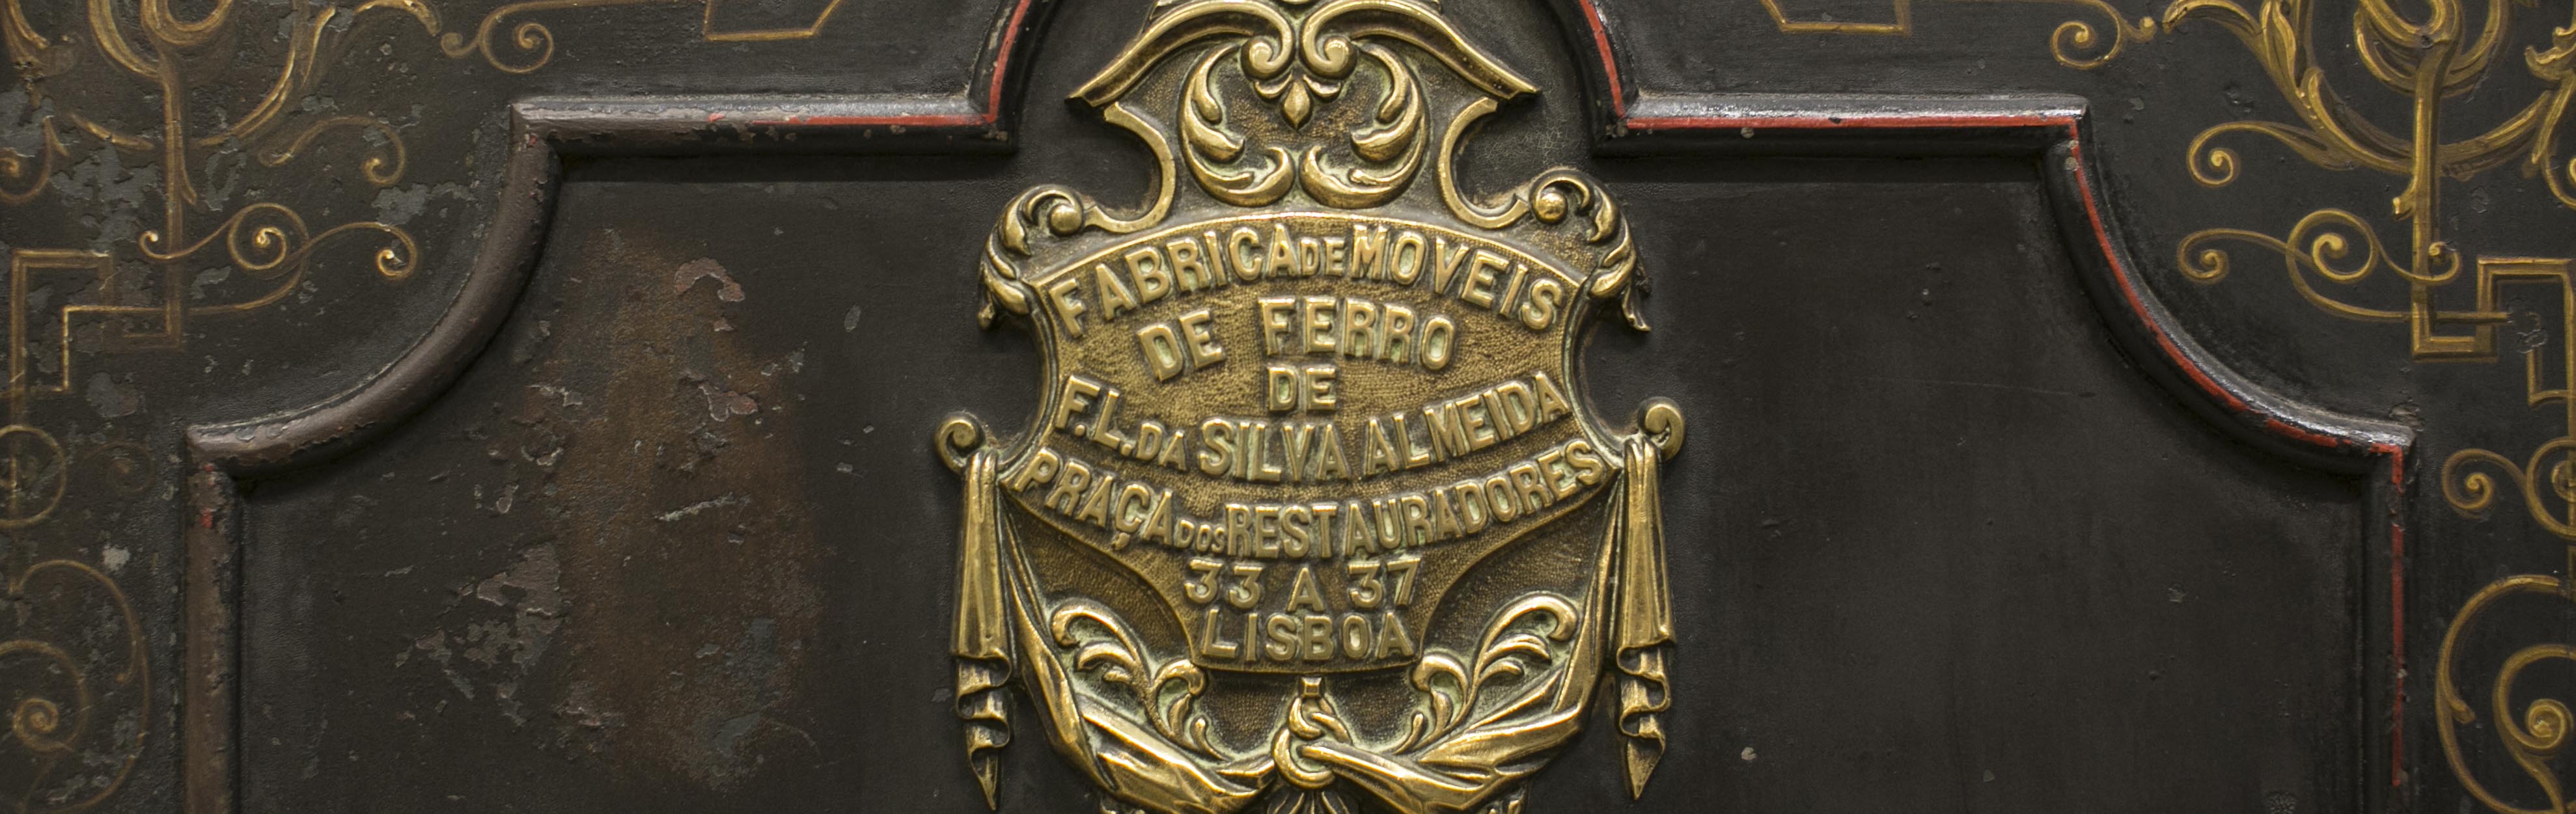 FABRICA DE MOVEIS
DE FERRO
DE
F.L. DA SILVA ALMEIDA
PRAÇA DOS RESTAURADORES
33 A 37
LISBOA